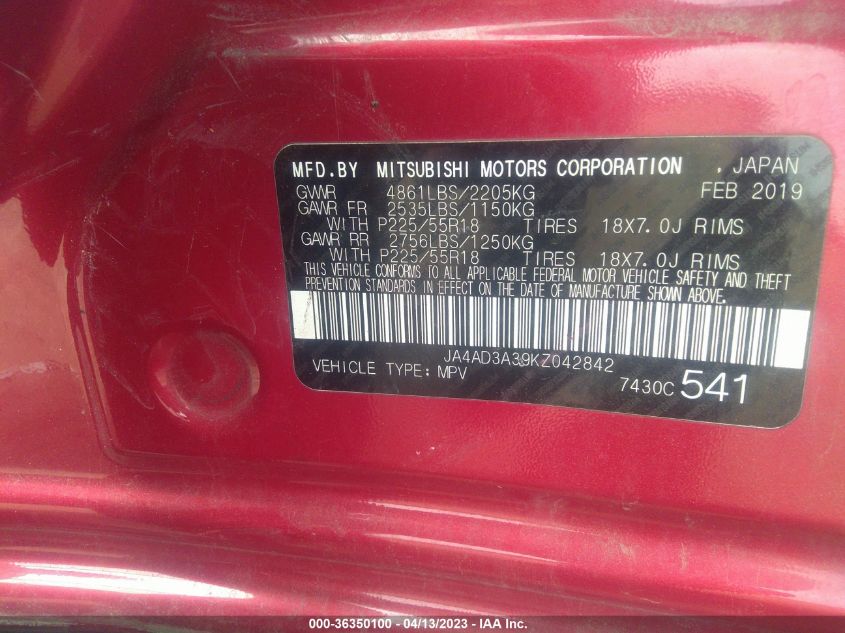 MFD.BY MITSUBISHI MOTORS CORPORATION , JAPAN
GVWR 4861LBS/2205KG FEB 2019
GAWR FR 2535LBS/1150KG
WITH P225/55R18 TIRES 18X7.0J RIMS
GAWR RR 2756LBS/1250KG
WITH P225/55R18 TIRES 18X7.0J RIMS
THIS VEHICLE CONFORMS TO ALL APPLICABLE FEDERAL MOTOR VEHICLE SAFETY AND THEFT
PREVENTION STANDARDS IN EFFECT ON THE DATE OF MANUFACTURE SHOWN ABOVE.
JA4AD3A39KZ042842
VEHICLE TYPE: MPV
7430C 541
000-36350100 - 04/13/2023 - IAA Inc.